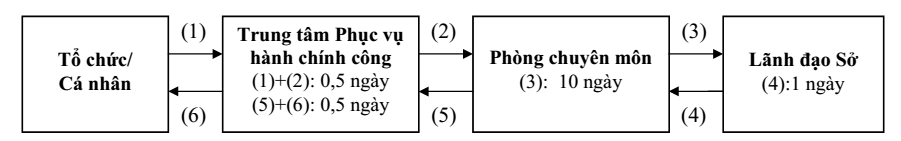 Tổ chức/
Cá nhân
(1)
(6)
Trung tâm Phục vụ
hành chính công
(1)+(2): 0,5 ngày
(5)+(6): 0,5 ngày
(2)
(5)
Phòng chuyên môn
(3): 10 ngày
(3)
(4)
Lãnh đạo Sở
(4):1 ngày